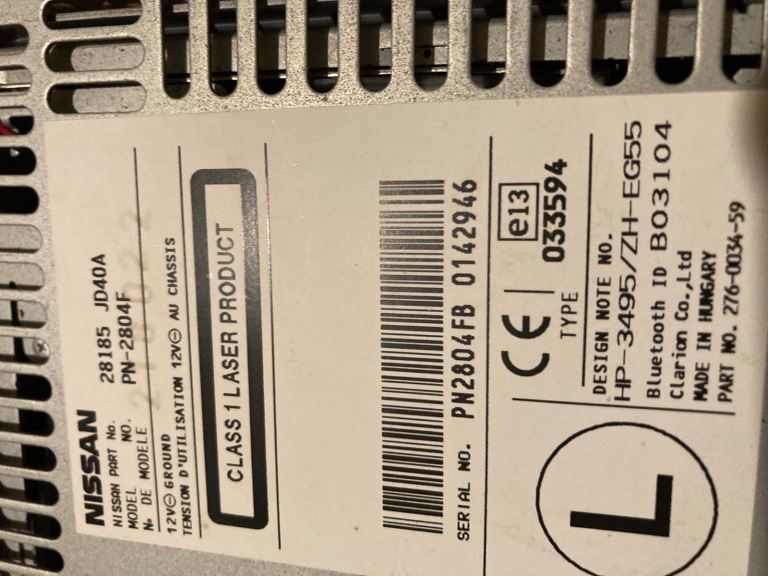 NISSAN
NISSAN PART No. 28185 JD40A
MODEL NO. PN-2804F
No. DE MODELE
12V⊖ GROUND
TENSION D'UTILISATION 12V⊖ AU CHASSIS
CLASS 1 LASER PRODUCT
SERIAL NO. PN2804FB 0142946
CE e13
TYPE 033594
DESIGN NOTE NO.
HP-3495/ZH-EG55
Bluetooth ID B03104
Clarion Co.,Ltd
MADE IN HUNGARY
PART NO. 276-0034-59
L